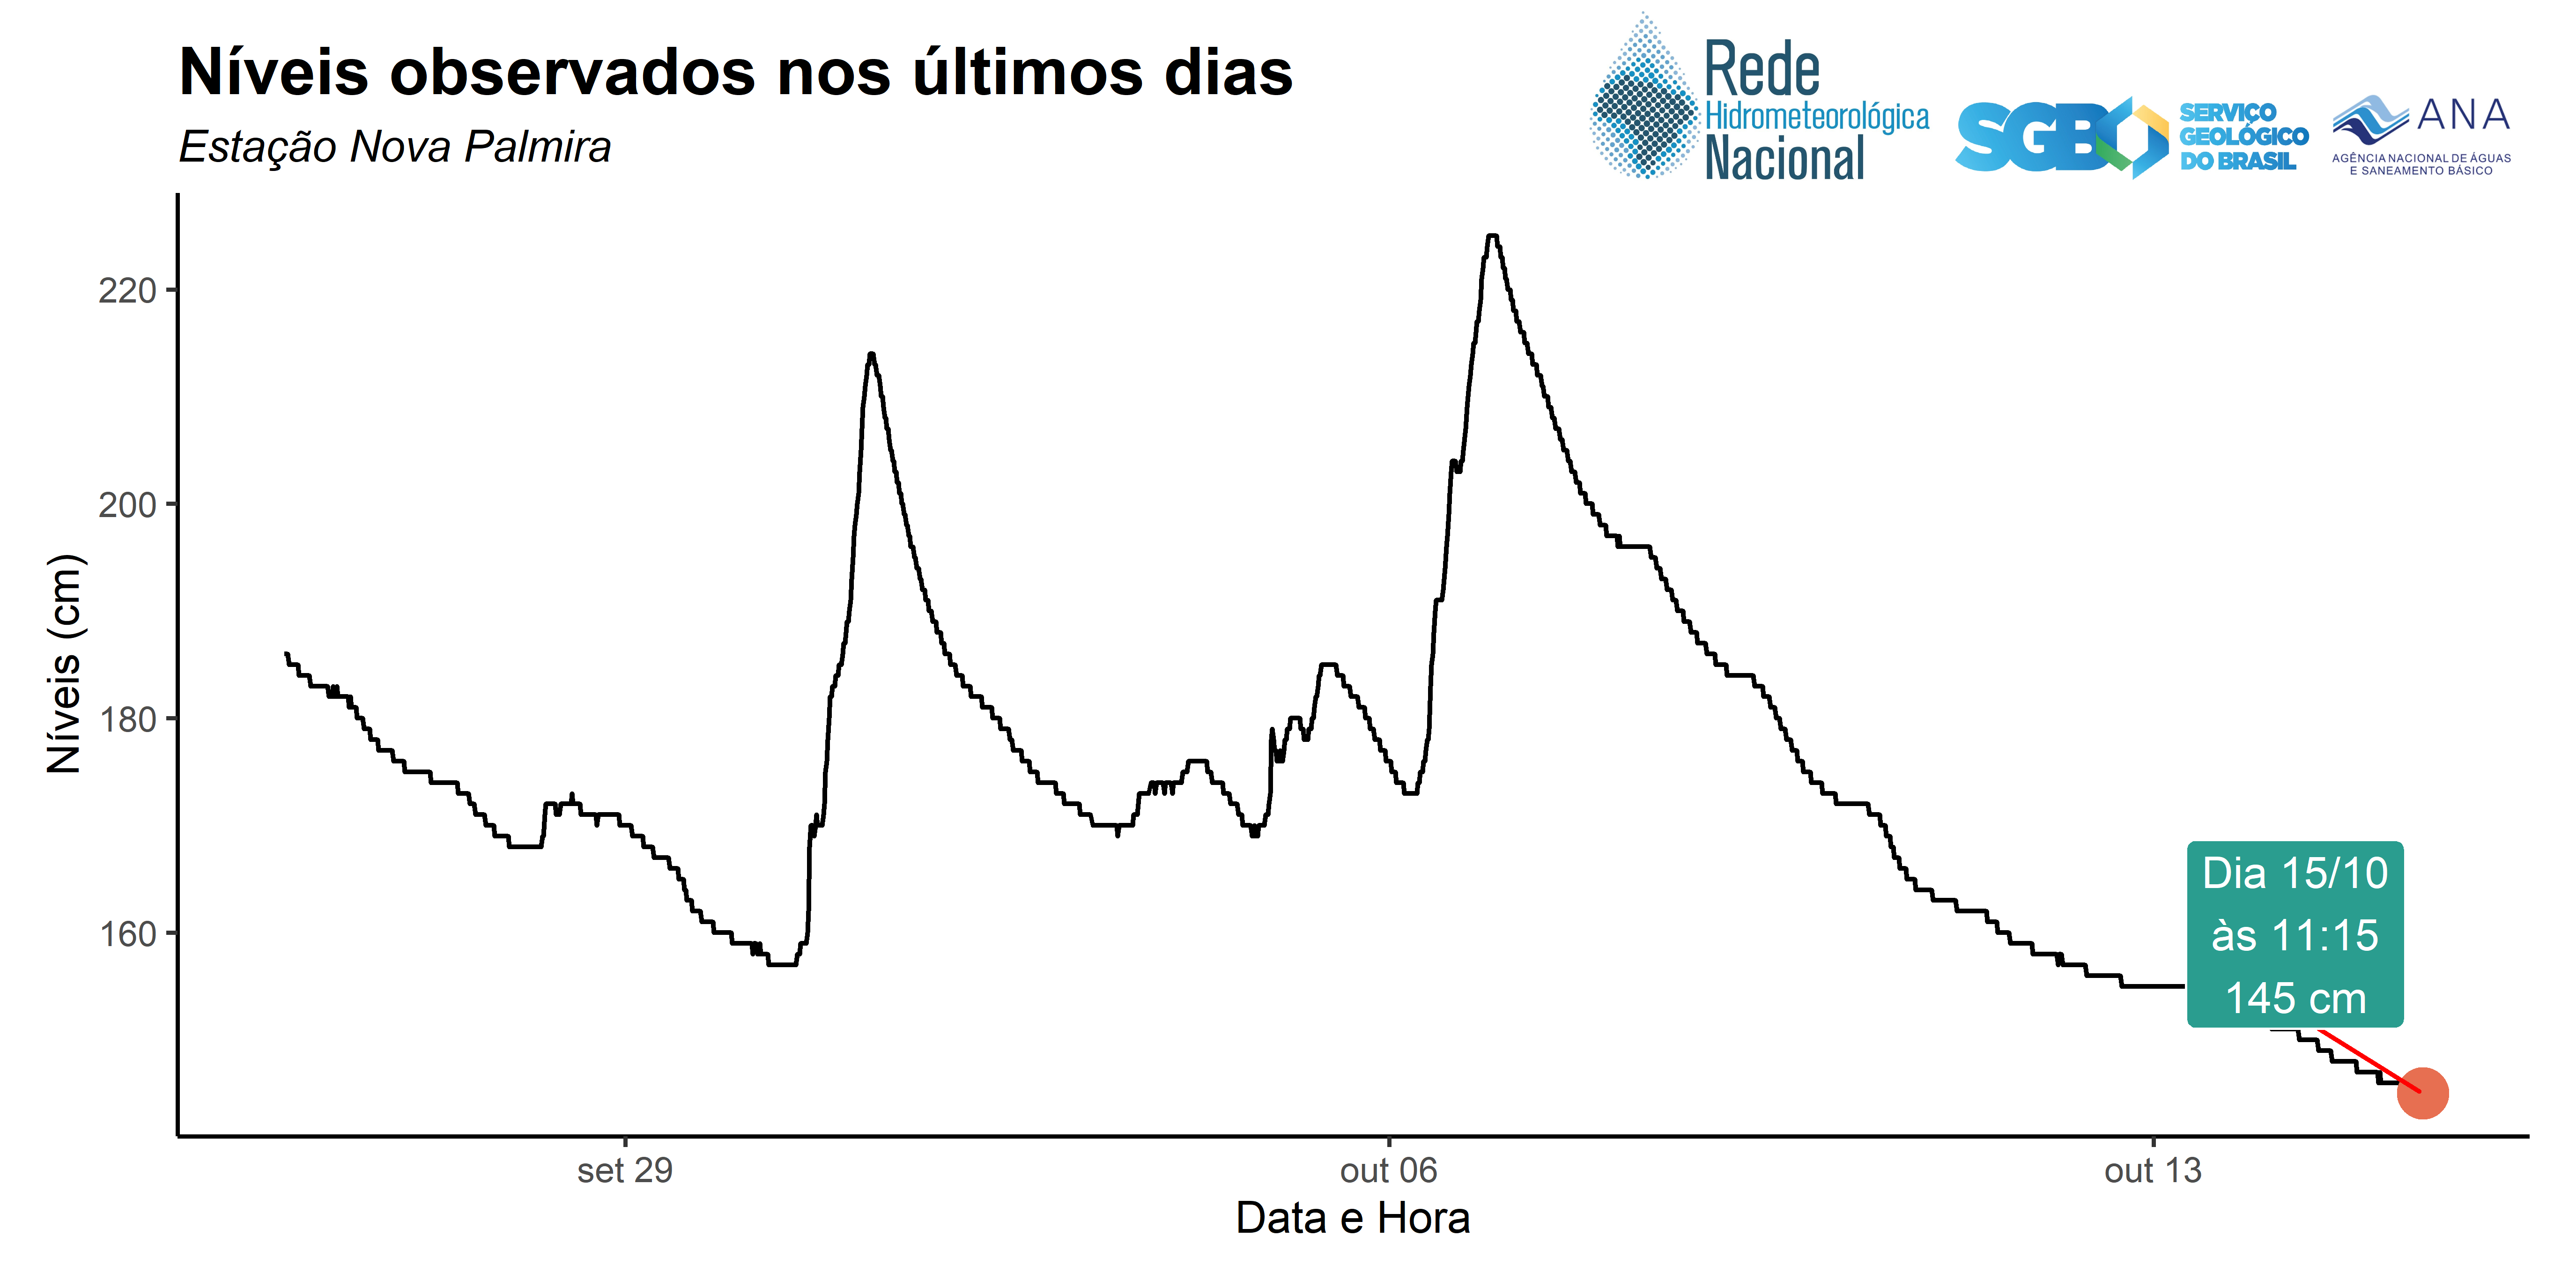 Níveis observados nos últimos dias
Estação Nova Palmira
Rede
Hidrometeorológica
Nacional
SGB
SERVIÇO
GEOLÓGICO
DO BRASIL
ANA
AGÊNCIA NACIONAL DE ÁGUAS
E SANEAMENTO BÁSICO
Níveis (cm)
220
200
180
160
Dia 15/10
às 11:15
145 cm
set 29
out 06
out 13
Data e Hora